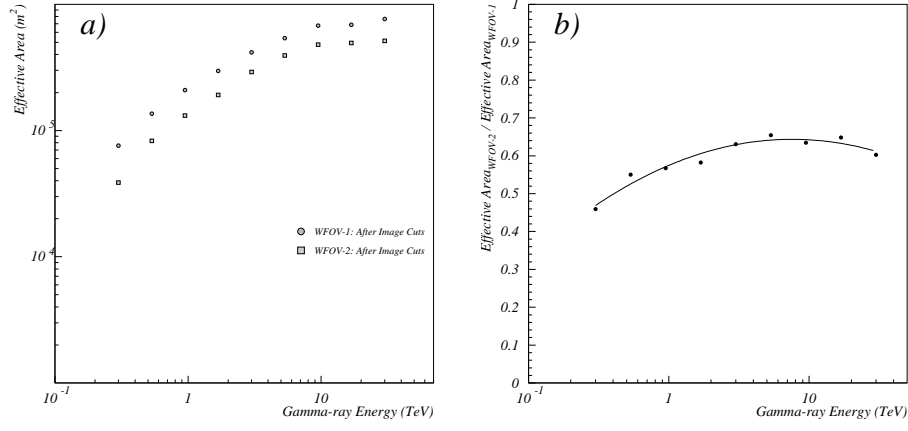 a)
Effective Area (m²)
10⁵
10⁴
WFOV-1: After Image Cuts
WFOV-2: After Image Cuts
10⁻¹ 1 10
Gamma-ray Energy (TeV)
b)
Effective Area_WFOV-2 / Effective Area_WFOV-1
1
0.9
0.8
0.7
0.6
0.5
0.4
0.3
0.2
0.1
0
10⁻¹ 1 10
Gamma-ray Energy (TeV)